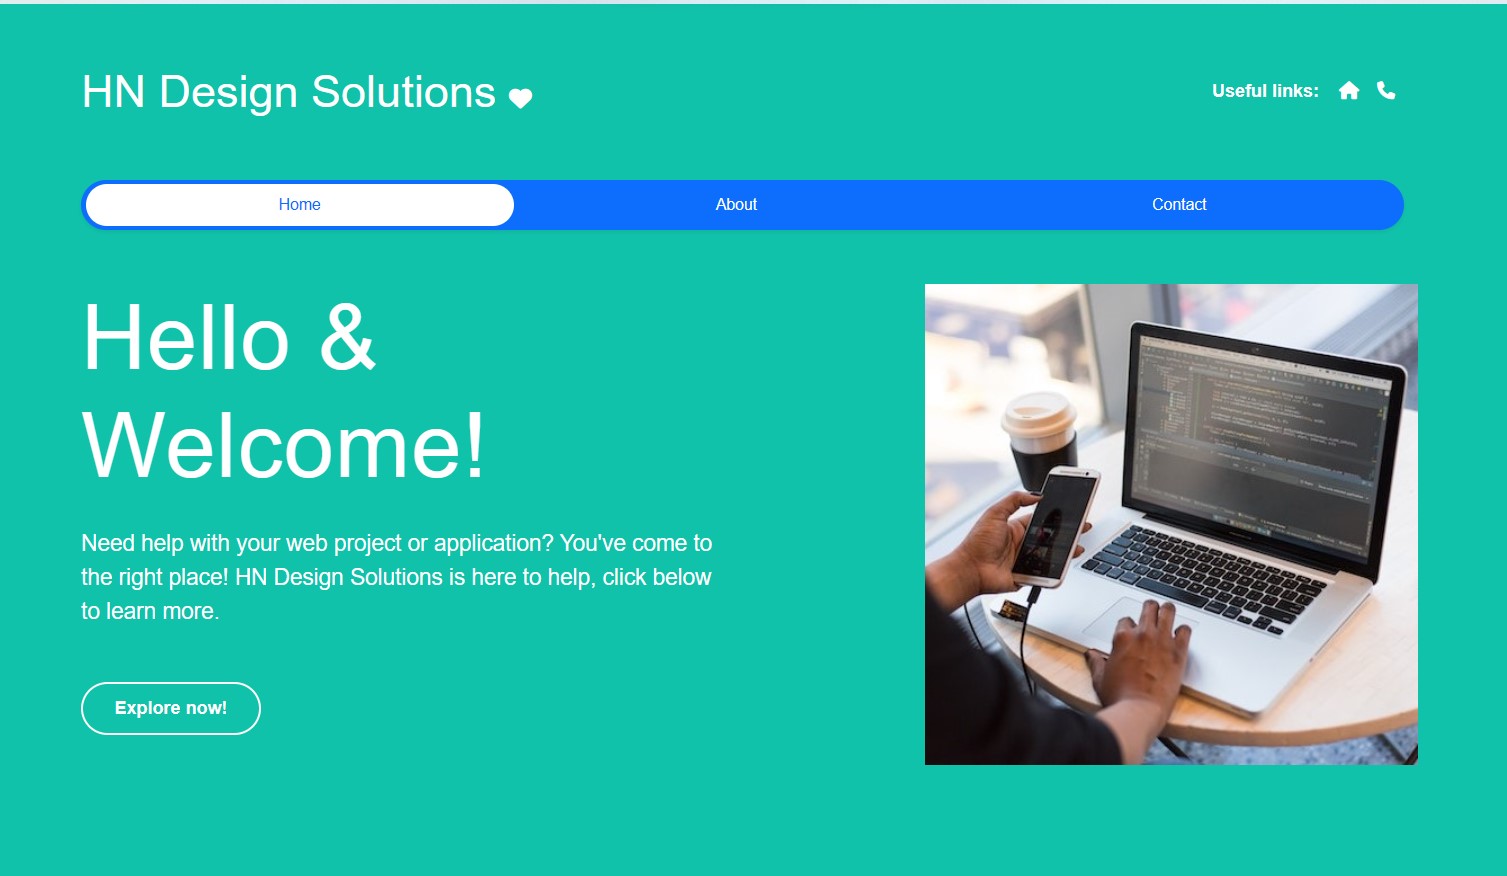 HN Design Solutions
Useful links:
Home
About
Contact
Hello &
Welcome!
Need help with your web project or application? You've come to
the right place! HN Design Solutions is here to help, click below
to learn more.
Explore now!